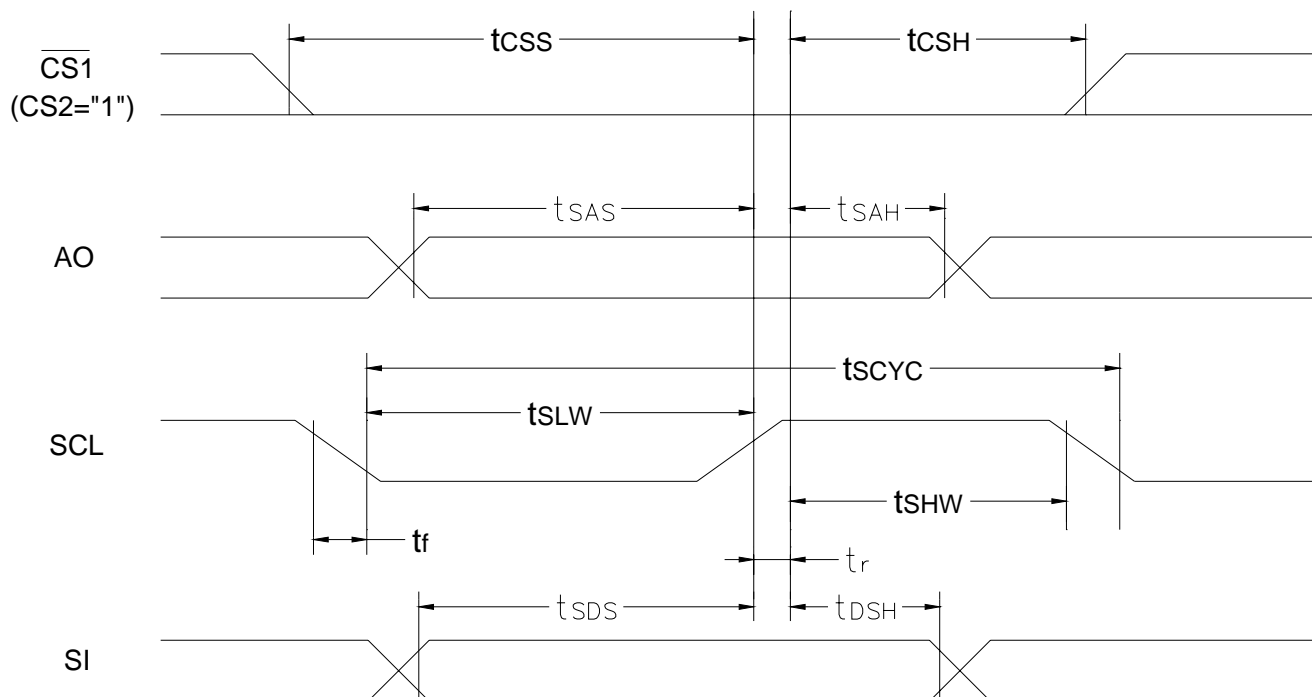 tCSS
tCSH
CS1
(CS2="1")
tSAS
tSAH
AO
tSCYC
tSLW
SCL
tSHW
tf
tr
tSDS
tDSH
SI